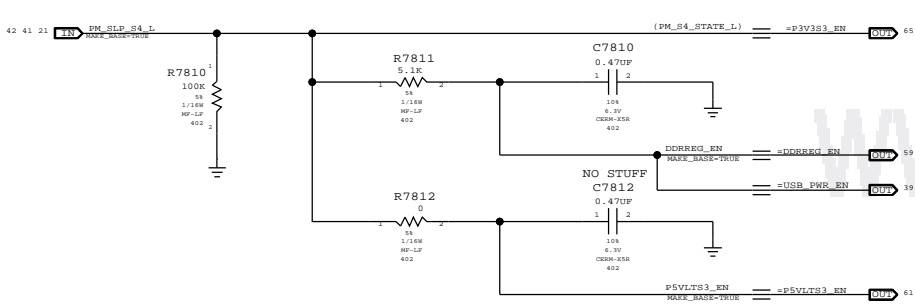 42 41 21 IN PM_SLP_S4_L
MAKE_BASE=TRUE
(PM_S4_STATE_L) =P3V3S3_EN OUT 65
R7810
100K
5%
1/16W
MF-LF
402
1
2
R7811
5.1K
1 2
5%
1/16W
MF-LF
402
C7810
0.47UF
1 2
10%
6.3V
CERM-X5R
402
DDRREG_EN =DDRREG_EN OUT 59
MAKE_BASE=TRUE
=USB_PWR_EN OUT 39
R7812
0
1 2
5%
1/16W
MF-LF
402
NO STUFF
C7812
0.47UF
1 2
10%
6.3V
CERM-X5R
402
P5VLTS3_EN =P5VLTS3_EN OUT 61
MAKE_BASE=TRUE